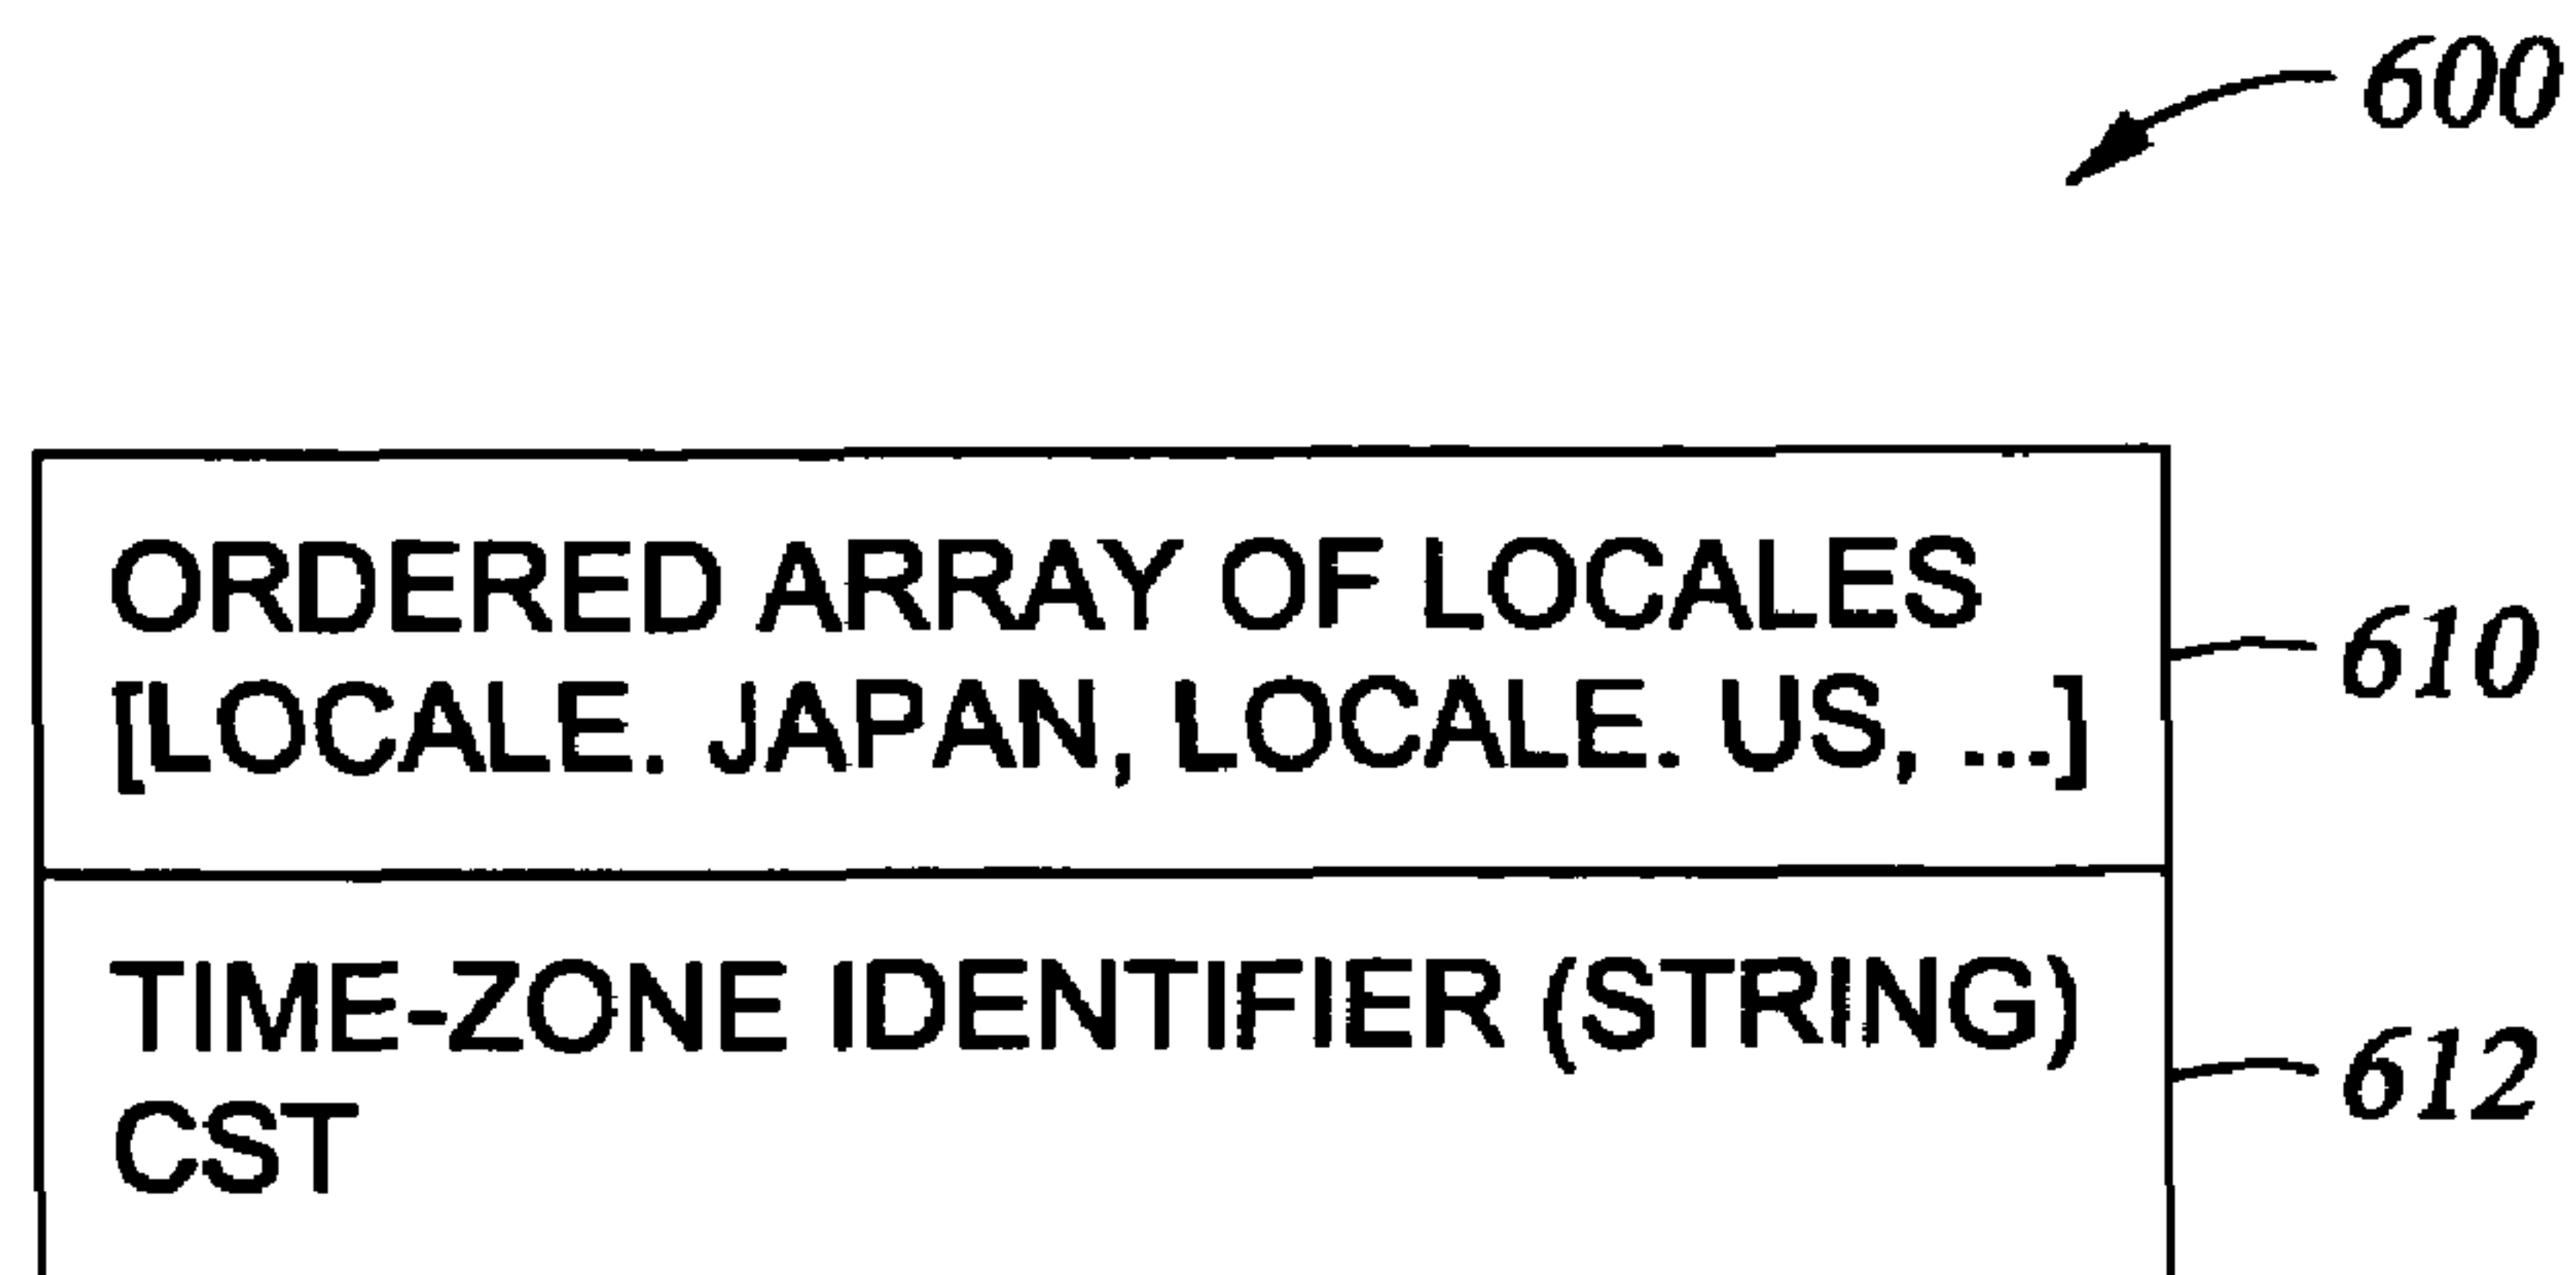 600
ORDERED ARRAY OF LOCALES
[LOCALE. JAPAN, LOCALE. US, ...]
610
TIME-ZONE IDENTIFIER (STRING)
CST
612